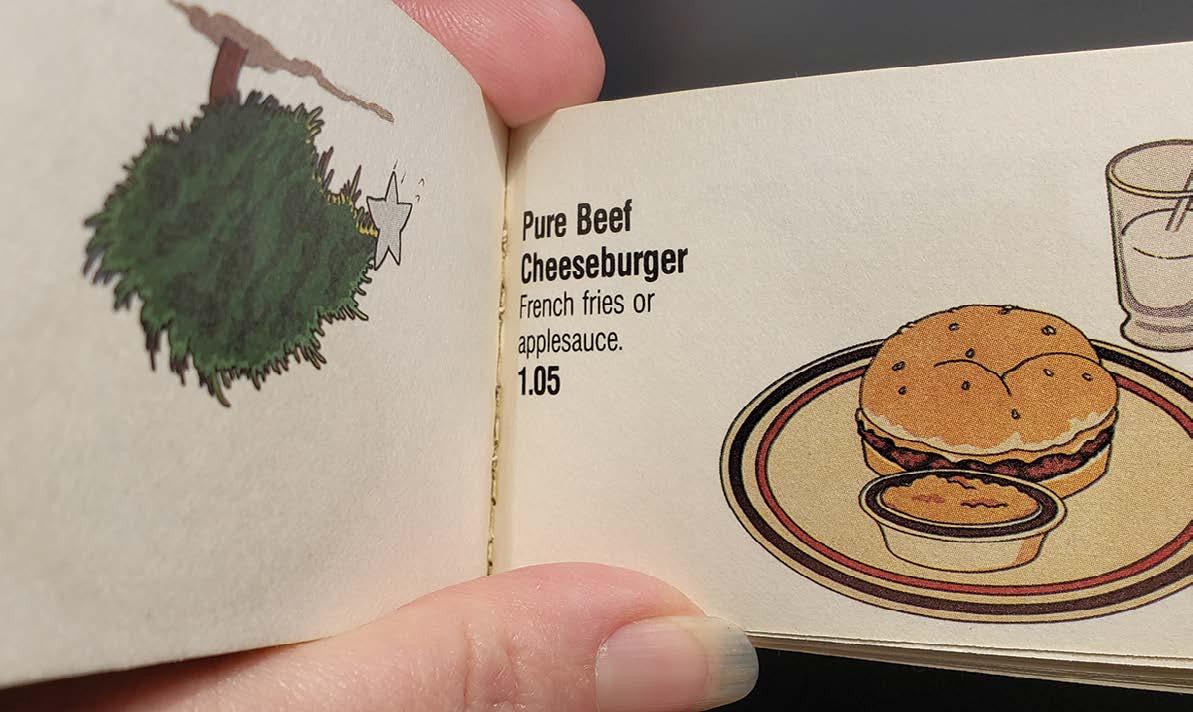 Pure Beef
Cheeseburger
French fries or
applesauce.
1.05